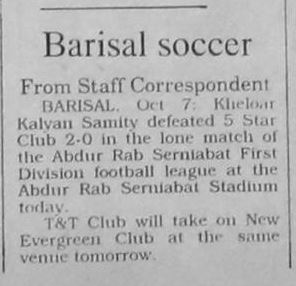 Barisal soccer
From Staff Correspondent
BARISAL, Oct 7: Kheloar
Kalyan Samity defeated 5 Star
Club 2-0 in the lone match of
the Abdur Rab Serniabat First
Division football league at the
Abdur Rab Serniabat Stadium
today.
T&T Club will take on New
Evergreen Club at the same
venue tomorrow.